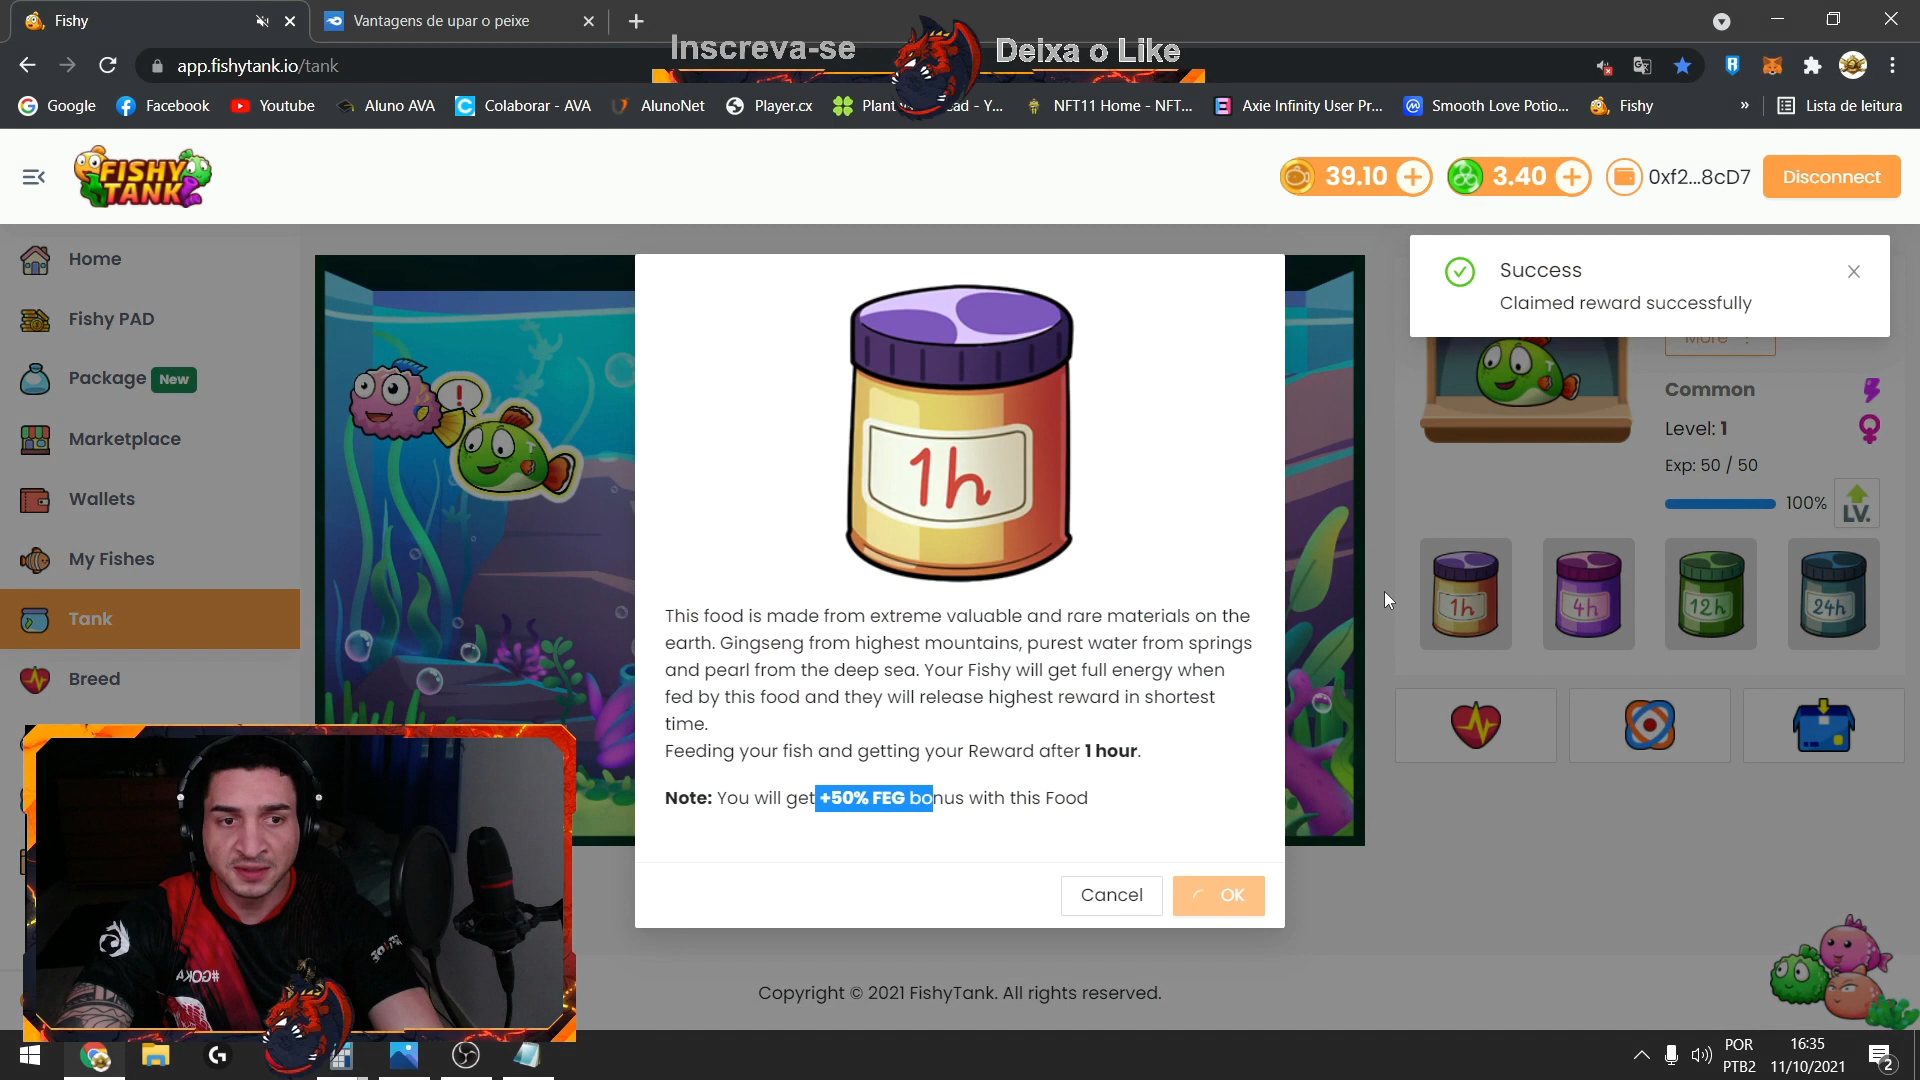 Fishy
Vantagens de upar o peixe
Inscreva-se
Deixa o Like
app.fishytank.io/tank
Google
Facebook
Youtube
Aluno AVA
Colaborar - AVA
AlunoNet
Player.cx
NFT11 Home - NFT...
Axie Infinity User Pr...
Smooth Love Potio...
Fishy
»
Lista de leitura
FISHY
TANK
39.10
3.40
0xf2...8cD7
Disconnect
Home
Fishy PAD
Package New
Marketplace
Wallets
My Fishes
Tank
Breed
Success
Claimed reward successfully
More
Common
Level: 1
Exp: 50 / 50
100%
LV.
1h
4h
12h
24h
!
1h
This food is made from extreme valuable and rare materials on the
earth. Gingseng from highest mountains, purest water from springs
and pearl from the deep sea. Your Fishy will get full energy when
fed by this food and they will release highest reward in shortest
time.
Feeding your fish and getting your Reward after 1 hour.
Note: You will get +50% FEG bonus with this Food
Cancel
OK
Copyright © 2021 FishyTank. All rights reserved.
POR
PTB2
16:35
11/10/2021
2